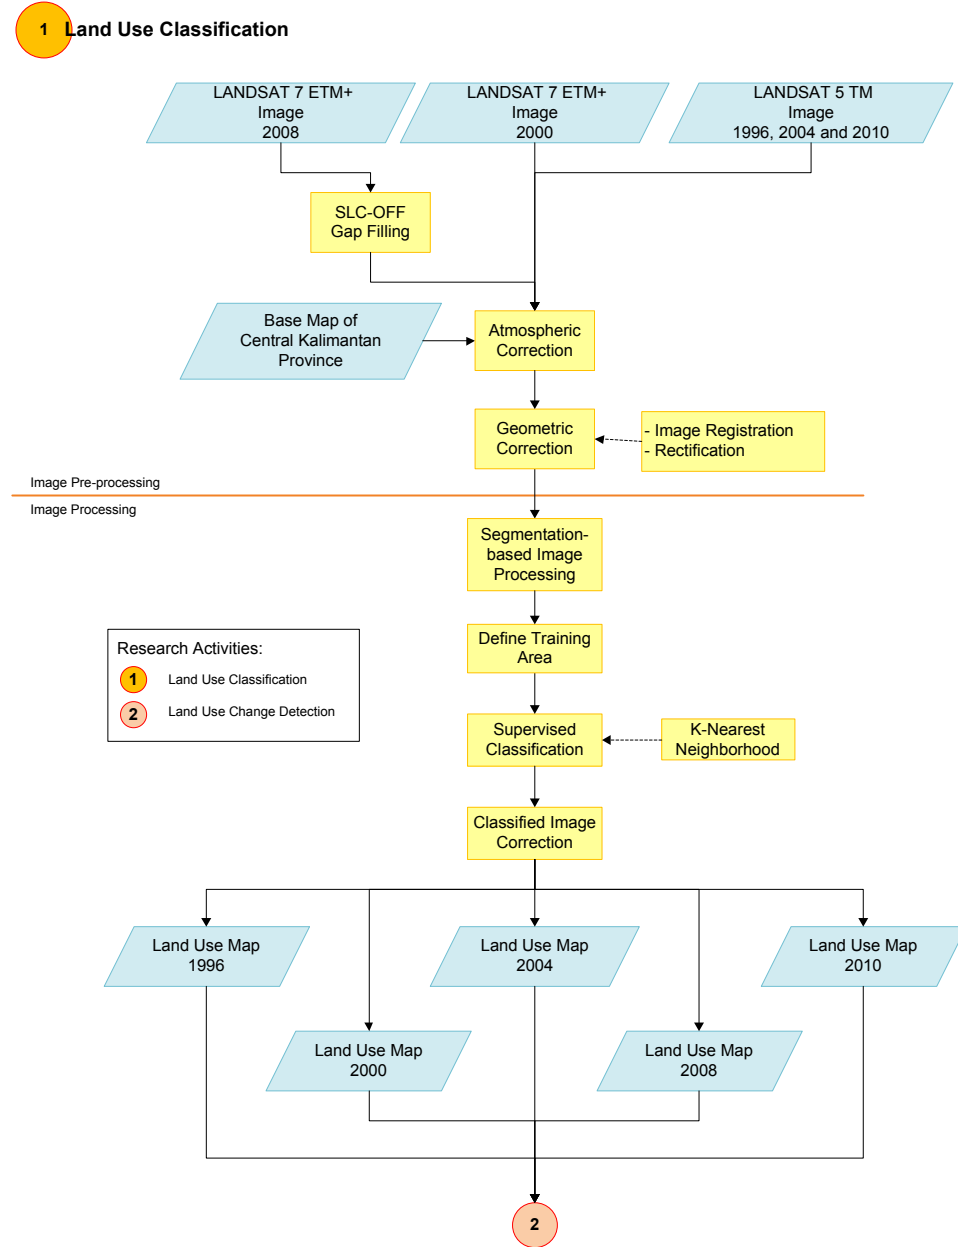 1 Land Use Classification
LANDSAT 7 ETM+
Image
2008
LANDSAT 7 ETM+
Image
2000
LANDSAT 5 TM
Image
1996, 2004 and 2010
SLC-OFF
Gap Filling
Base Map of
Central Kalimantan
Province
Atmospheric
Correction
Geometric
Correction
- Image Registration
- Rectification
Image Pre-processing
Image Processing
Segmentation-
based Image
Processing
Define Training
Area
Research Activities:
1 Land Use Classification
2 Land Use Change Detection
Supervised
Classification
K-Nearest
Neighborhood
Classified Image
Correction
Land Use Map
1996
Land Use Map
2004
Land Use Map
2010
Land Use Map
2000
Land Use Map
2008
2